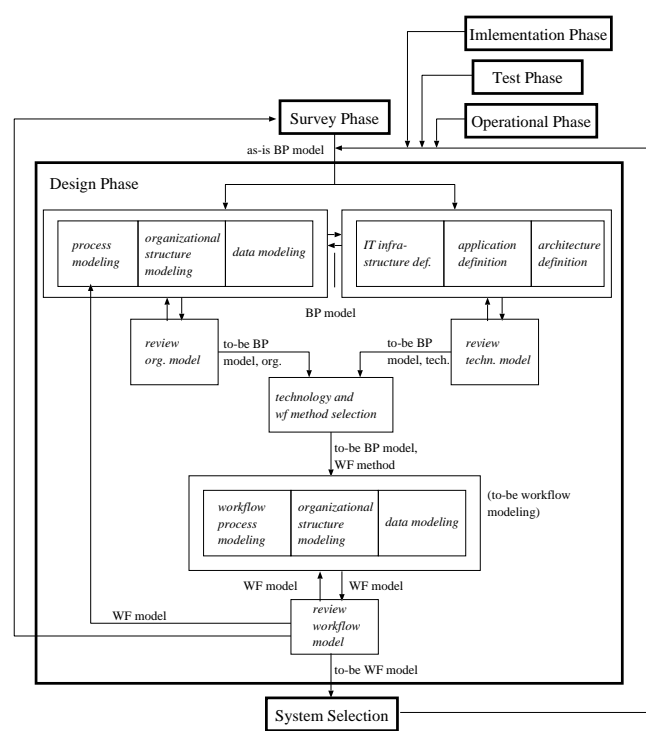 Imlementation Phase
Test Phase
Survey Phase
Operational Phase
as-is BP model
Design Phase
process
modeling
organizational
structure
modeling
data modeling
IT infra-
structure def.
application
definition
architecture
definition
BP model
review
org. model
to-be BP
model, org.
to-be BP
model, tech.
review
techn. model
technology and
wf method selection
to-be BP model,
WF method
workflow
process
modeling
organizational
structure
modeling
data modeling
(to-be workflow
modeling)
WF model
WF model
WF model
review
workflow
model
to-be WF model
System Selection